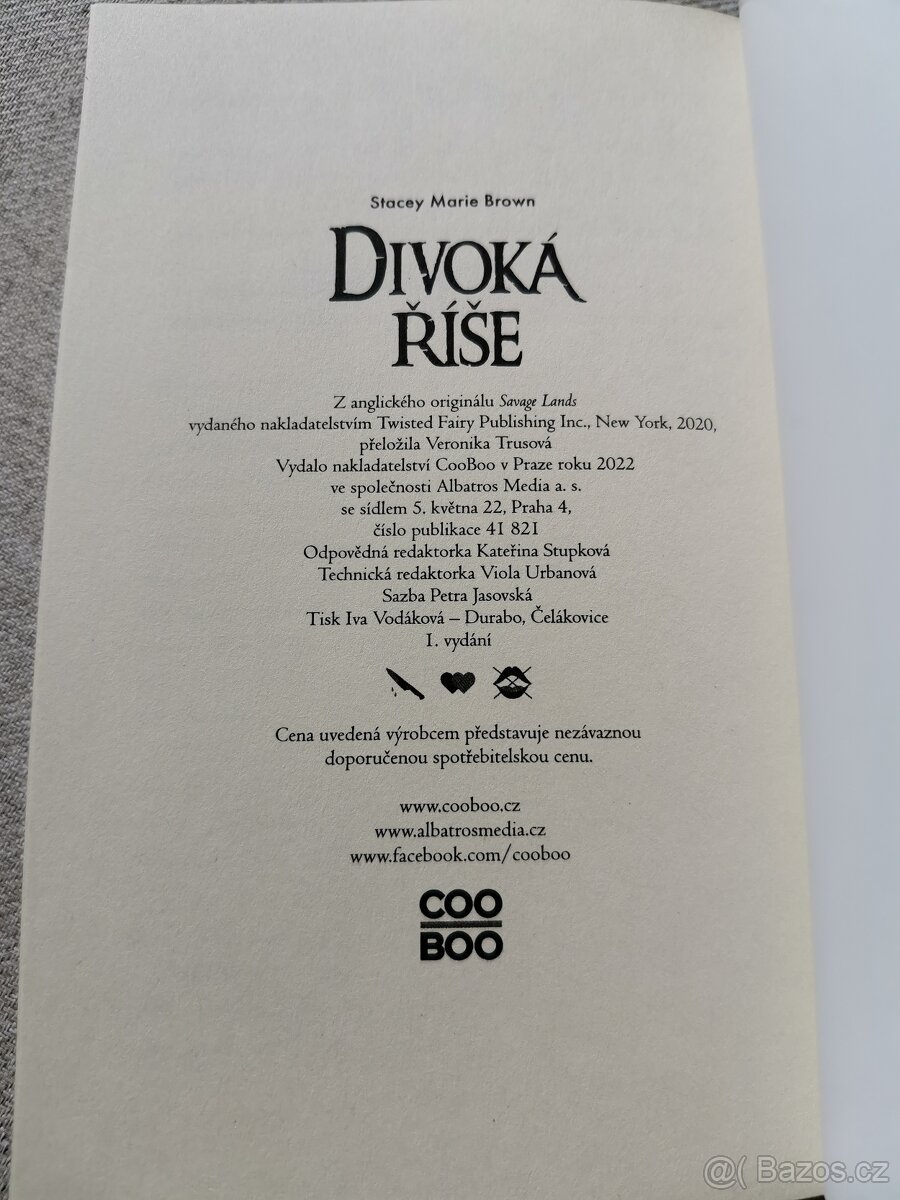 Stacey Marie Brown
DIVOKÁ
ŘÍŠE
Z anglického originálu Savage Lands
vydaného nakladatelstvím Twisted Fairy Publishing Inc., New York, 2020,
přeložila Veronika Trusová
Vydalo nakladatelství CooBoo v Praze roku 2022
ve společnosti Albatros Media a. s.
se sídlem 5. května 22, Praha 4,
číslo publikace 41 821
Odpovědná redaktorka Kateřina Stupková
Technická redaktorka Viola Urbanová
Sazba Petra Jasovská
Tisk Iva Vodáková – Durabo, Čelákovice
1. vydání
Cena uvedená výrobcem představuje nezávaznou
doporučenou spotřebitelskou cenu.
www.cooboo.cz
www.albatrosmedia.cz
www.facebook.com/cooboo
COO
BOO
@( Bazos.cz